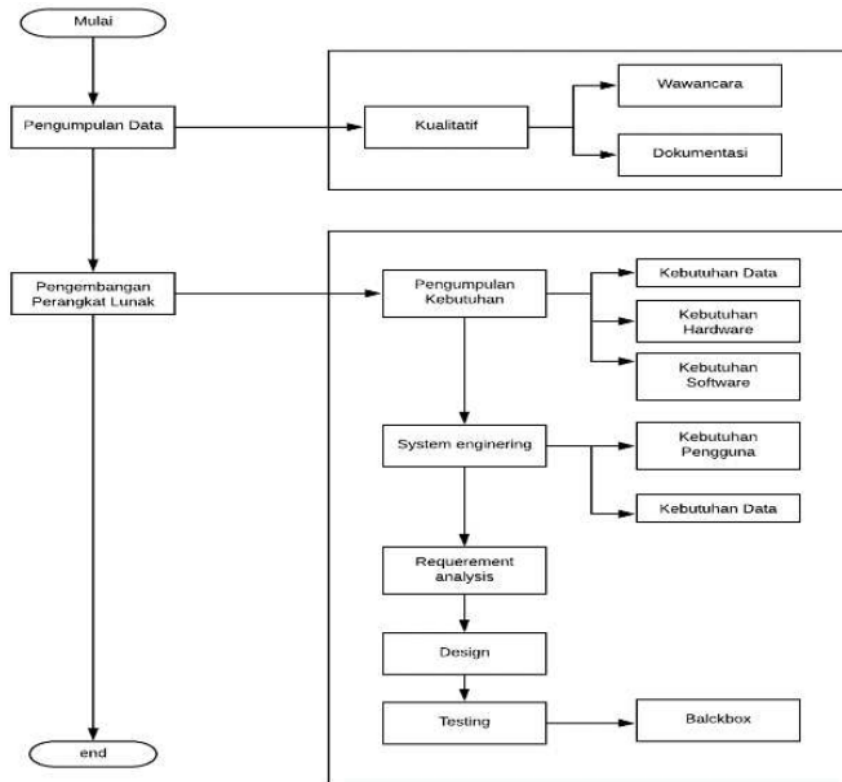 Mulai
Wawancara
Pengumpulan Data
Kualitatif
Dokumentasi
Pengembangan
Perangkat Lunak
Pengumpulan
Kebutuhan
Kebutuhan Data
Kebutuhan
Hardware
Kebutuhan
Software
System enginering
Kebutuhan
Pengguna
Kebutuhan Data
Requerement
analysis
Design
Testing
Balckbox
end